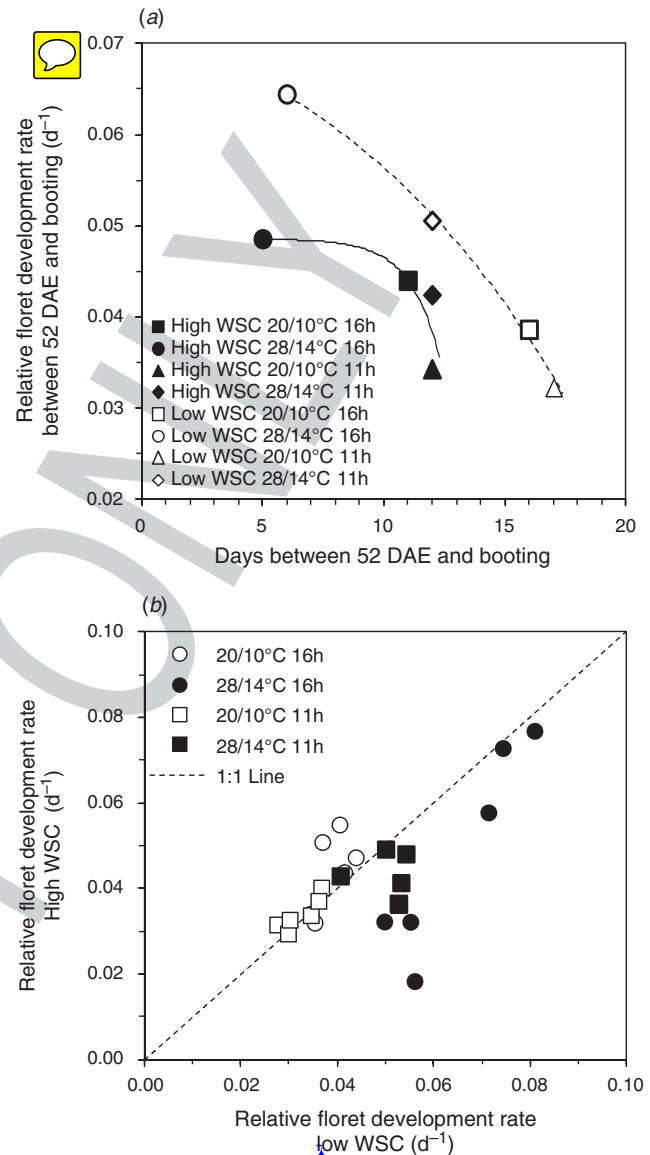 (a)
0.07
0.06
0.05
0.04
0.03
0.02
Relative floret development rate
between 52 DAE and booting (d⁻¹)
High WSC 20/10°C 16h
High WSC 28/14°C 16h
High WSC 20/10°C 11h
High WSC 28/14°C 11h
Low WSC 20/10°C 16h
Low WSC 28/14°C 16h
Low WSC 20/10°C 11h
Low WSC 28/14°C 11h
0 5 10 15 20
Days between 52 DAE and booting
(b)
0.10
0.08
0.06
0.04
0.02
0.00
Relative floret development rate
High WSC (d⁻¹)
20/10°C 16h
28/14°C 16h
20/10°C 11h
28/14°C 11h
1:1 Line
0.00 0.02 0.04 0.06 0.08 0.10
Relative floret development rate
low WSC (d⁻¹)
ONLY